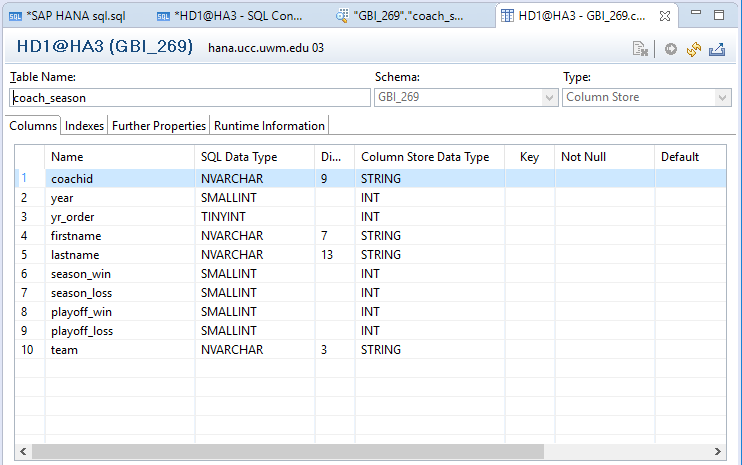 *SAP HANA sql.sql *HD1@HA3 - SQL Con... "GBI_269"."coach_s... HD1@HA3 - GBI_269.c...
HD1@HA3 (GBI_269) hana.ucc.uwm.edu 03
Table Name: Schema: Type:
coach_season GBI_269 Column Store
Columns Indexes Further Properties Runtime Information
Name SQL Data Type Di... Column Store Data Type Key Not Null Default
1 coachid NVARCHAR 9 STRING
2 year SMALLINT INT
3 yr_order TINYINT INT
4 firstname NVARCHAR 7 STRING
5 lastname NVARCHAR 13 STRING
6 season_win SMALLINT INT
7 season_loss SMALLINT INT
8 playoff_win SMALLINT INT
9 playoff_loss SMALLINT INT
10 team NVARCHAR 3 STRING